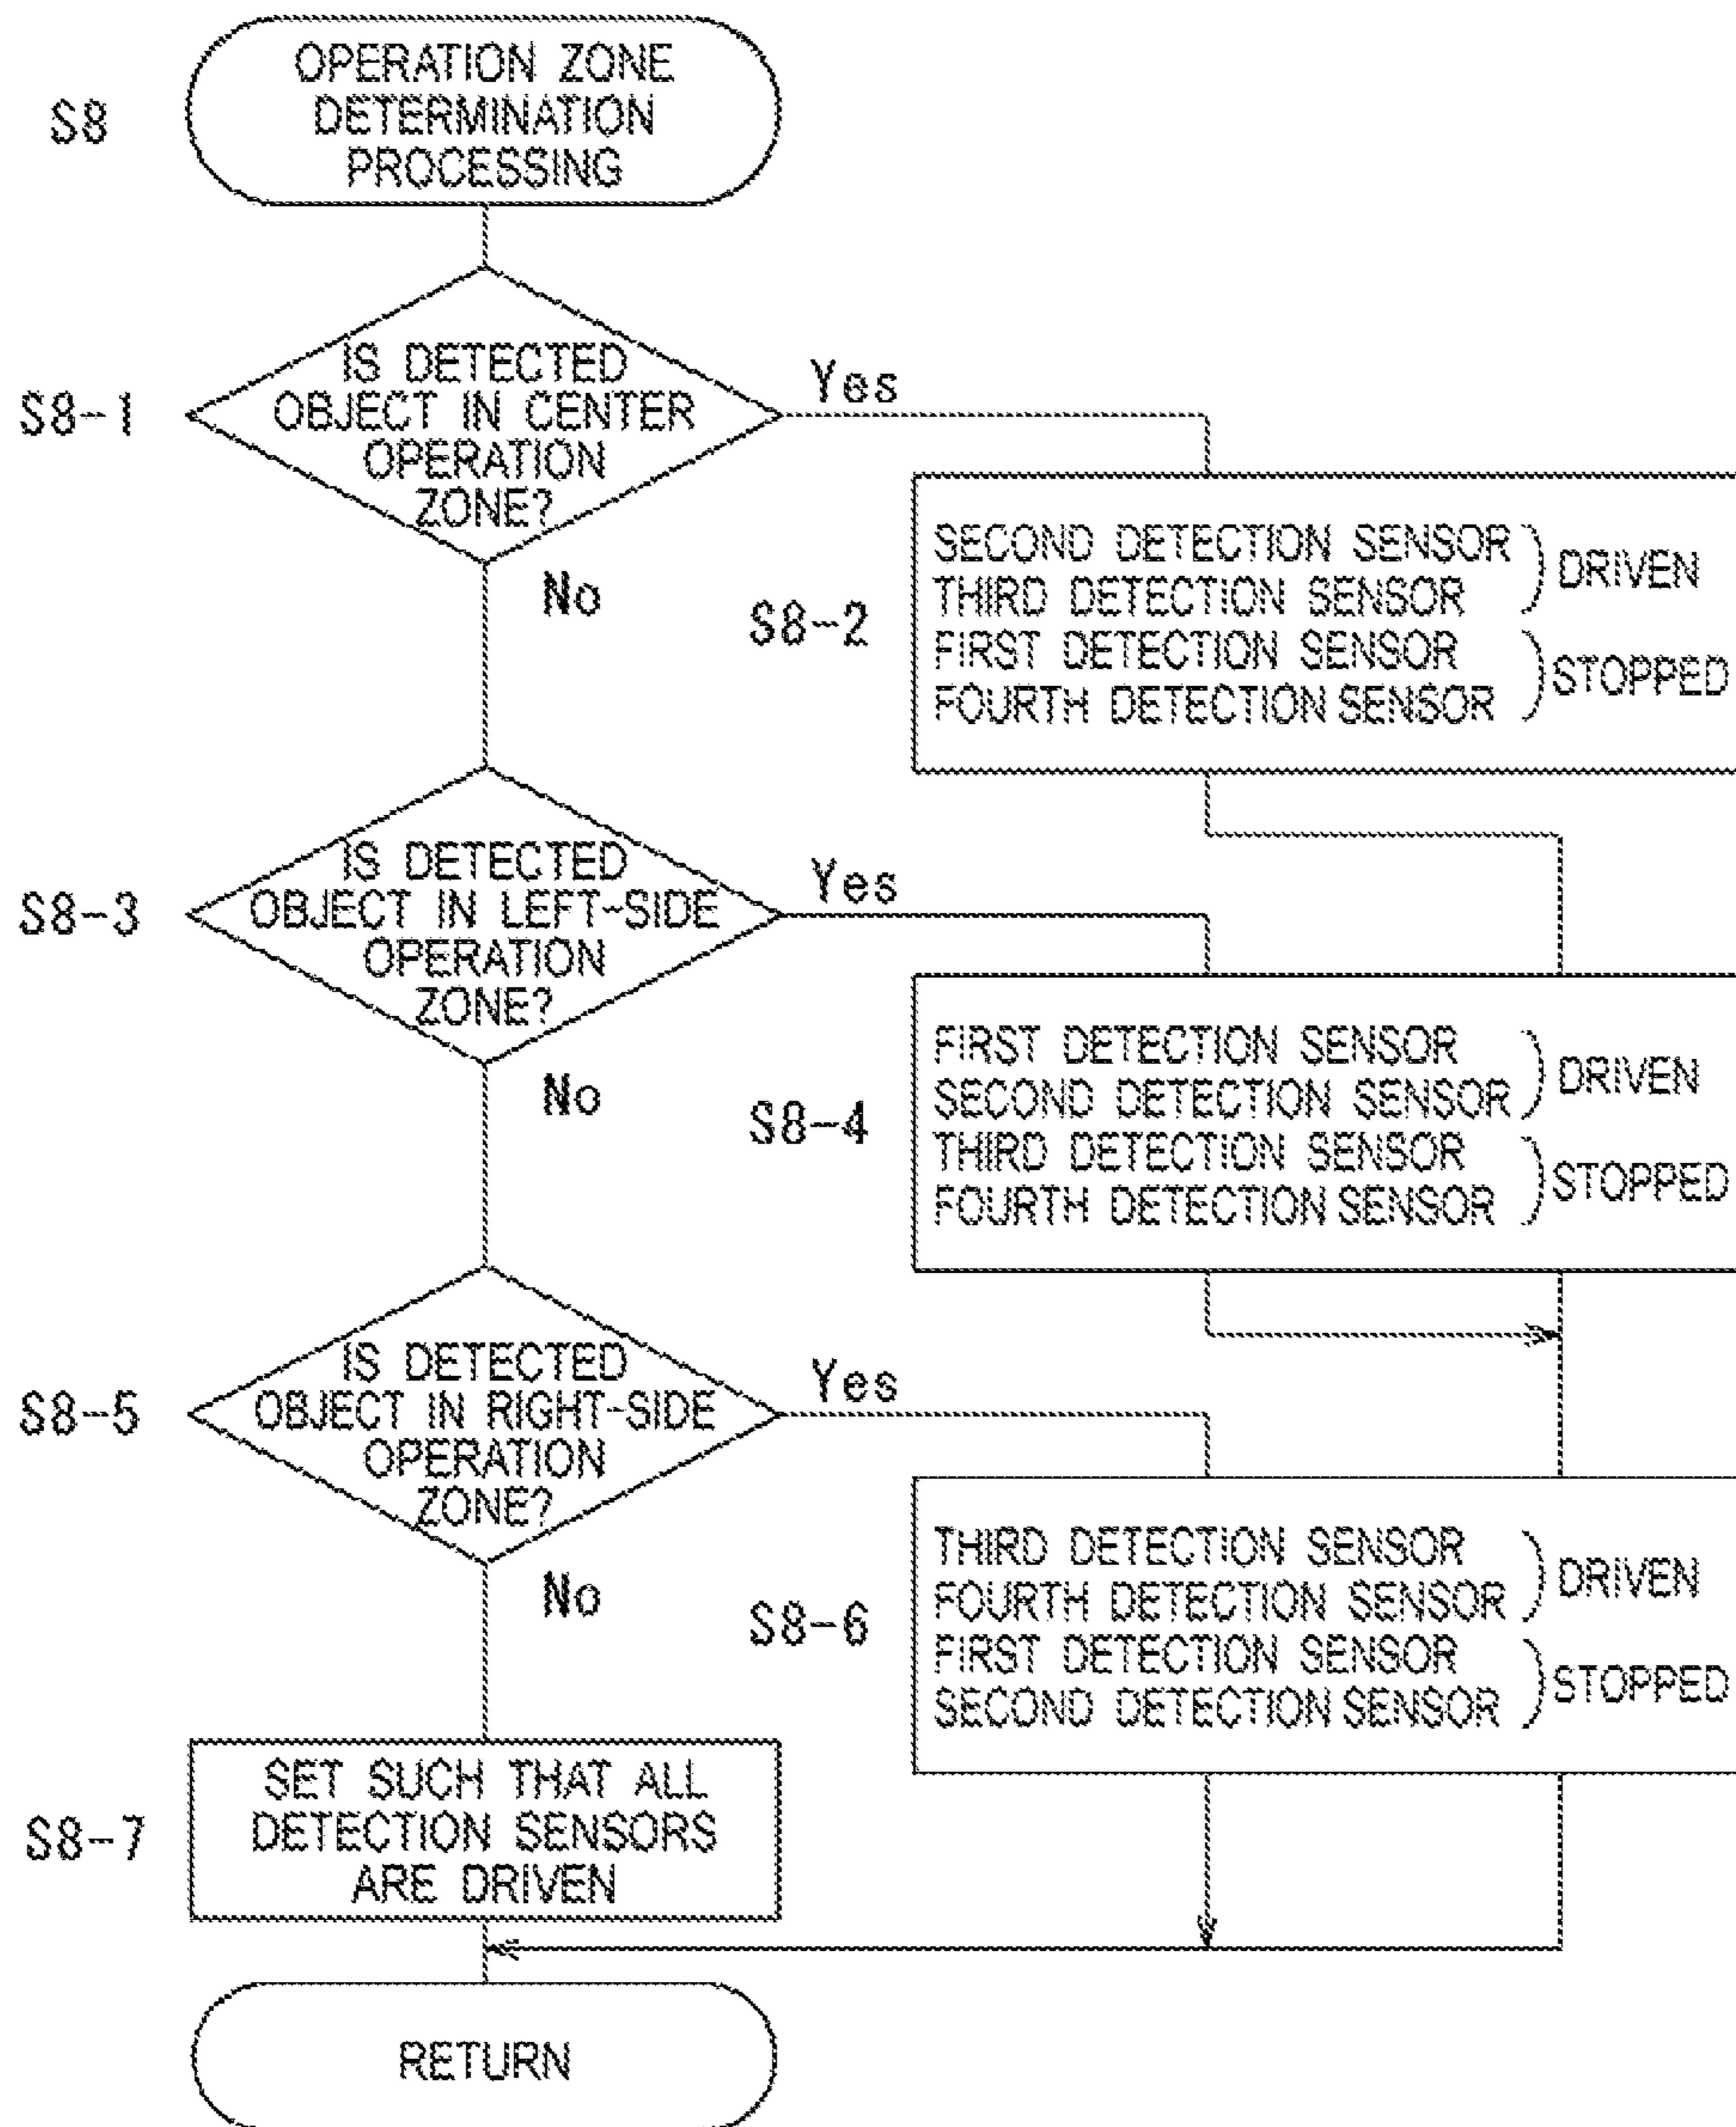 S8
OPERATION ZONE
DETERMINATION
PROCESSING
S8-1
IS DETECTED
OBJECT IN CENTER
OPERATION
ZONE?
Yes
No
S8-2
SECOND DETECTION SENSOR
THIRD DETECTION SENSOR
DRIVEN
FIRST DETECTION SENSOR
FOURTH DETECTION SENSOR
STOPPED
S8-3
IS DETECTED
OBJECT IN LEFT-SIDE
OPERATION
ZONE?
Yes
No
S8-4
FIRST DETECTION SENSOR
SECOND DETECTION SENSOR
DRIVEN
THIRD DETECTION SENSOR
FOURTH DETECTION SENSOR
STOPPED
S8-5
IS DETECTED
OBJECT IN RIGHT-SIDE
OPERATION
ZONE?
Yes
No
S8-6
THIRD DETECTION SENSOR
FOURTH DETECTION SENSOR
DRIVEN
FIRST DETECTION SENSOR
SECOND DETECTION SENSOR
STOPPED
S8-7
SET SUCH THAT ALL
DETECTION SENSORS
ARE DRIVEN
RETURN